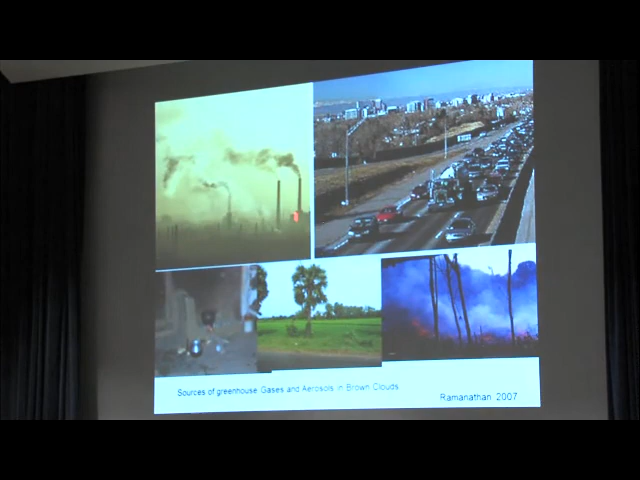 Sources of greenhouse Gases and Aerosols in Brown Clouds
Ramanathan 2007